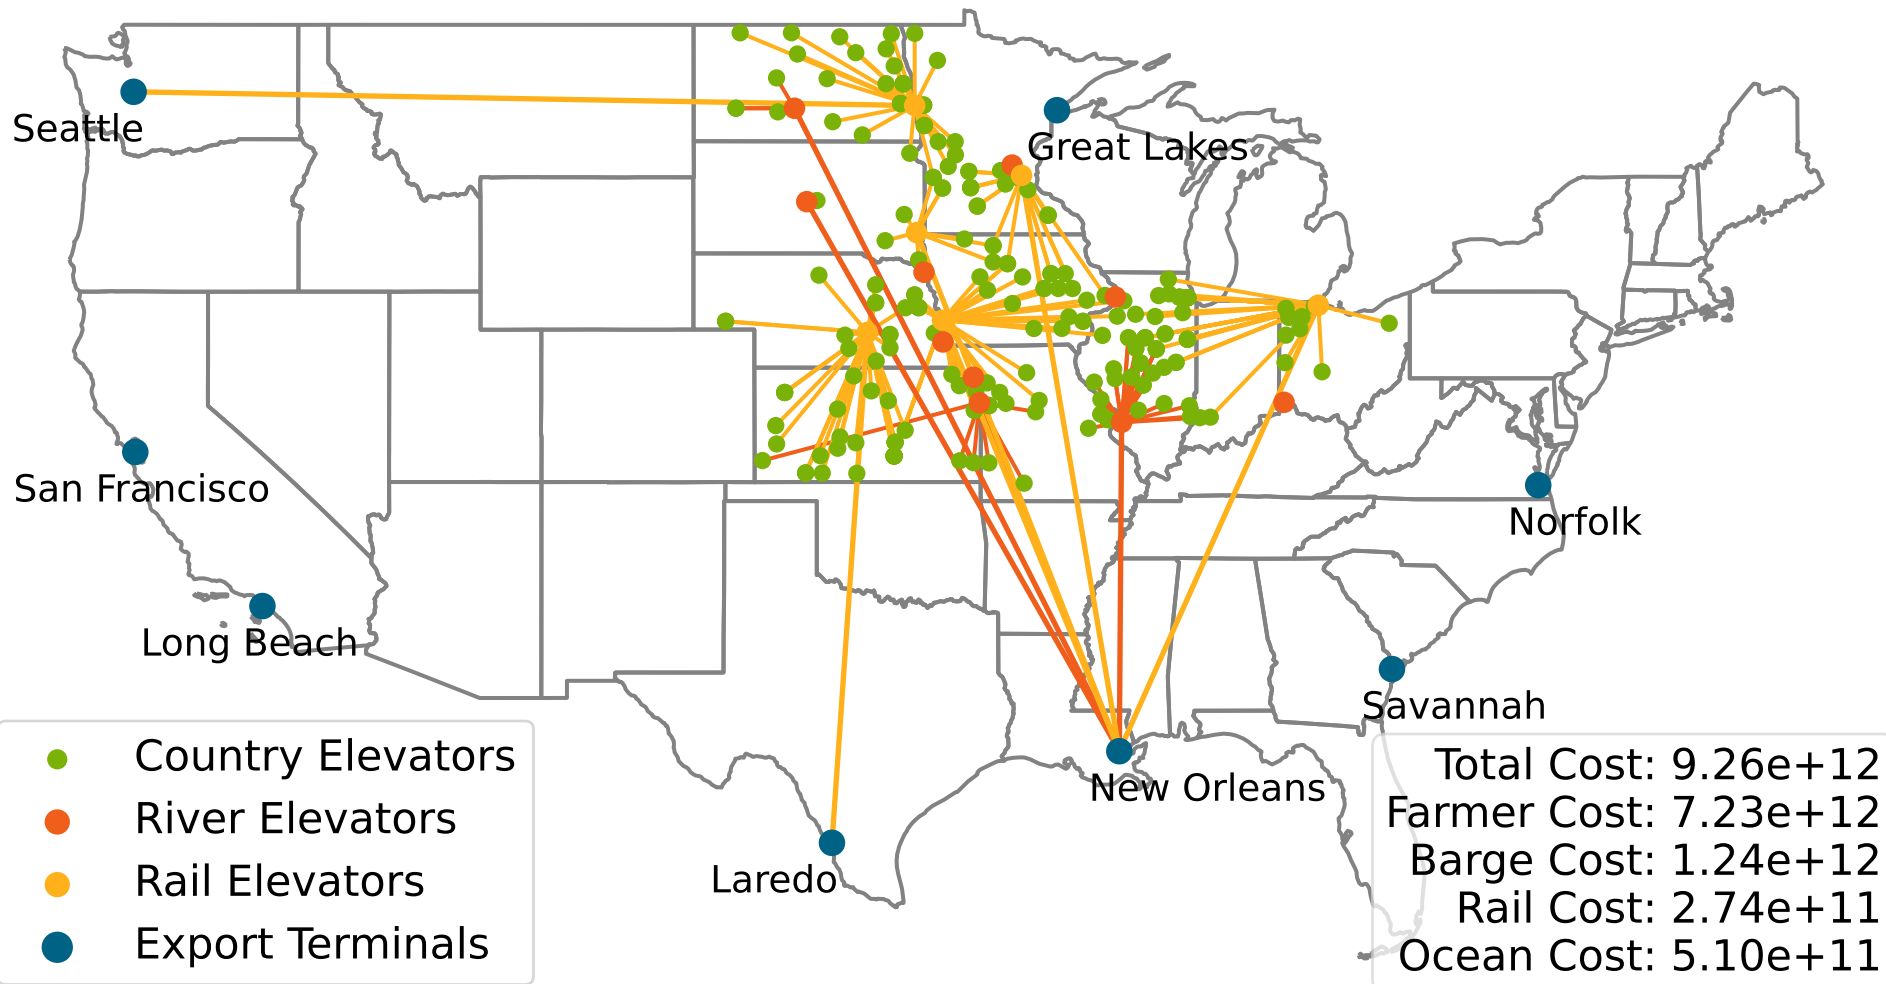 Seattle
Great Lakes
San Francisco
Norfolk
Long Beach
Savannah
New Orleans
Laredo
Country Elevators
River Elevators
Rail Elevators
Export Terminals
Total Cost: 9.26e+12
Farmer Cost: 7.23e+12
Barge Cost: 1.24e+12
Rail Cost: 2.74e+11
Ocean Cost: 5.10e+11